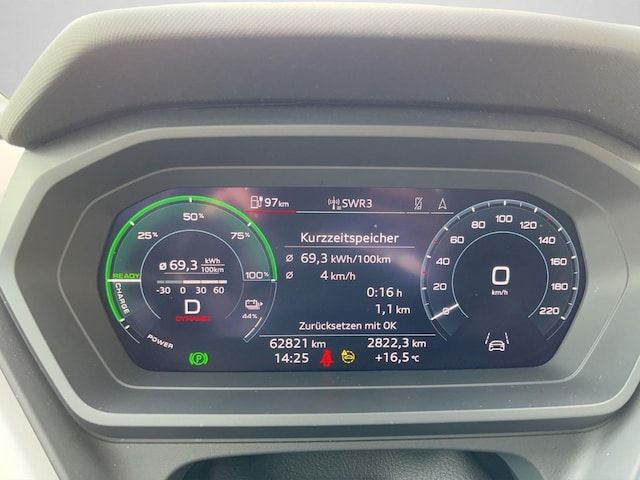 97km
SWR3
50%
25%
75%
100%
ø 69,3 kWh/100km
READY
-30 0 30 60
CHARGE
D
DYNAMIC
44%
POWER
P
Kurzzeitspeicher
ø 69,3 kWh/100km
ø 4 km/h
0:16 h
1,1 km
Zurücksetzen mit OK
62821 km
2822,3 km
14:25
+16,5°C
0
20
40
60
80
100
120
140
160
180
200
220
0
km/h